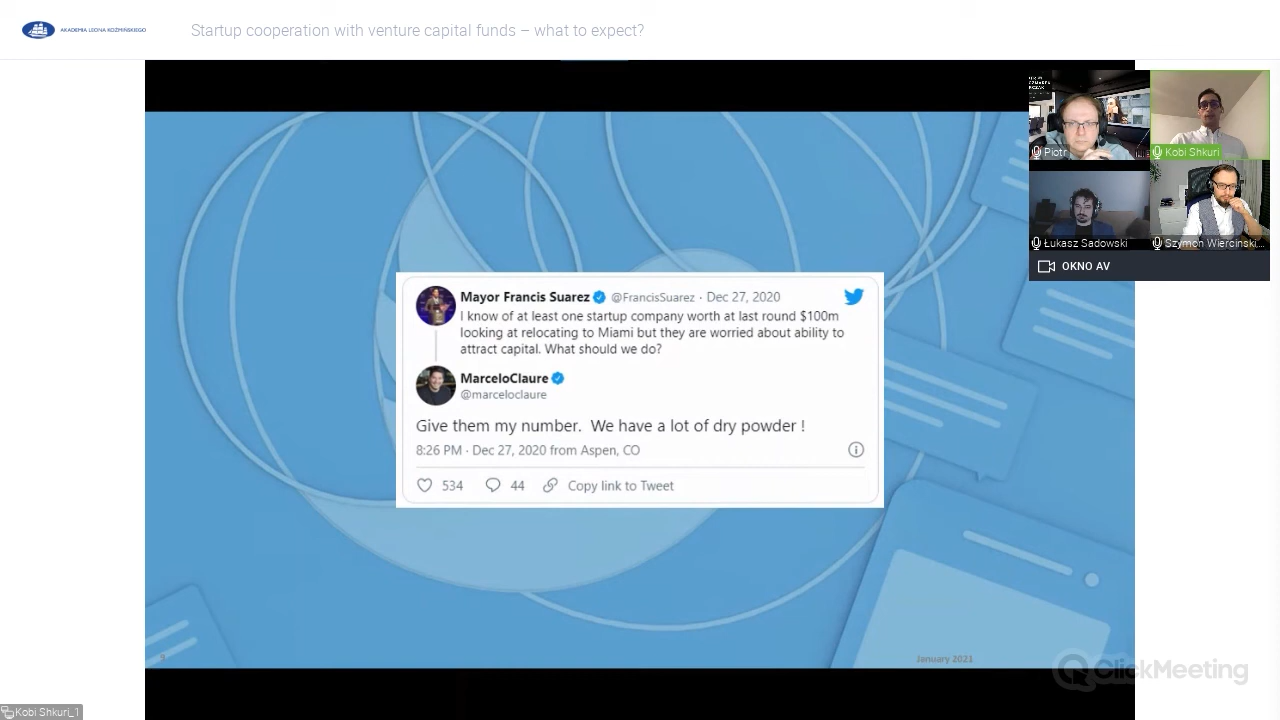 AKADEMIA LEONA KOŹMIŃSKIEGO
Startup cooperation with venture capital funds – what to expect?
Piotr
Kobi Shkuri
Łukasz Sadowski
Szymon Wierciński,...
OKNO AV
Mayor Francis Suarez @FrancisSuarez · Dec 27, 2020
I know of at least one startup company worth at last round $100m
looking at relocating to Miami but they are worried about ability to
attract capital. What should we do?
MarceloClaure
@marceloclaure
Give them my number. We have a lot of dry powder !
8:26 PM · Dec 27, 2020 from Aspen, CO
534 44 Copy link to Tweet
January 2021
ClickMeeting
Kobi Shkuri_1